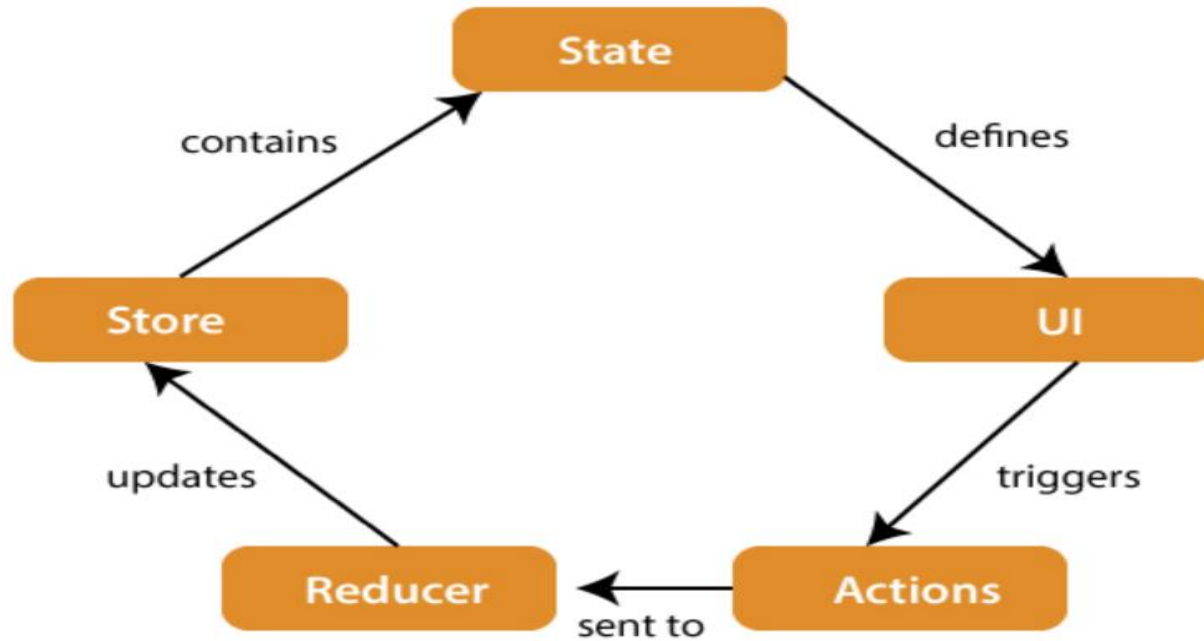 State
contains
defines
Store
UI
updates
triggers
Reducer
Actions
sent to